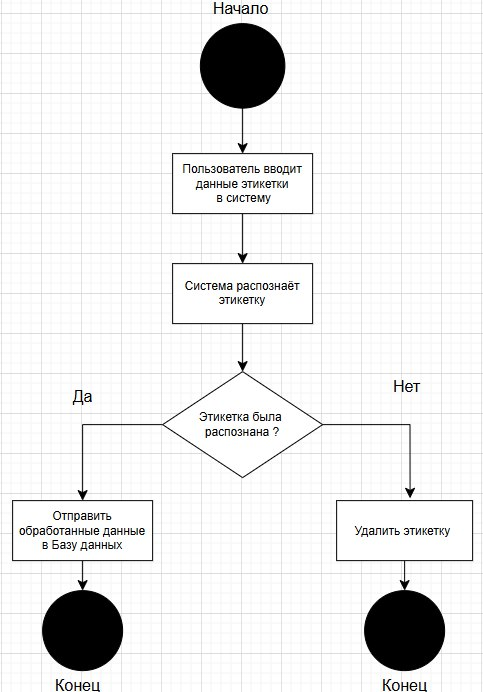 Начало
Пользователь вводит
данные этикетки
в систему
Система распознаёт
этикетку
Этикетка была
распознана ?
Да
Нет
Отправить
обработанные данные
в Базу данных
Удалить этикетку
Конец
Конец